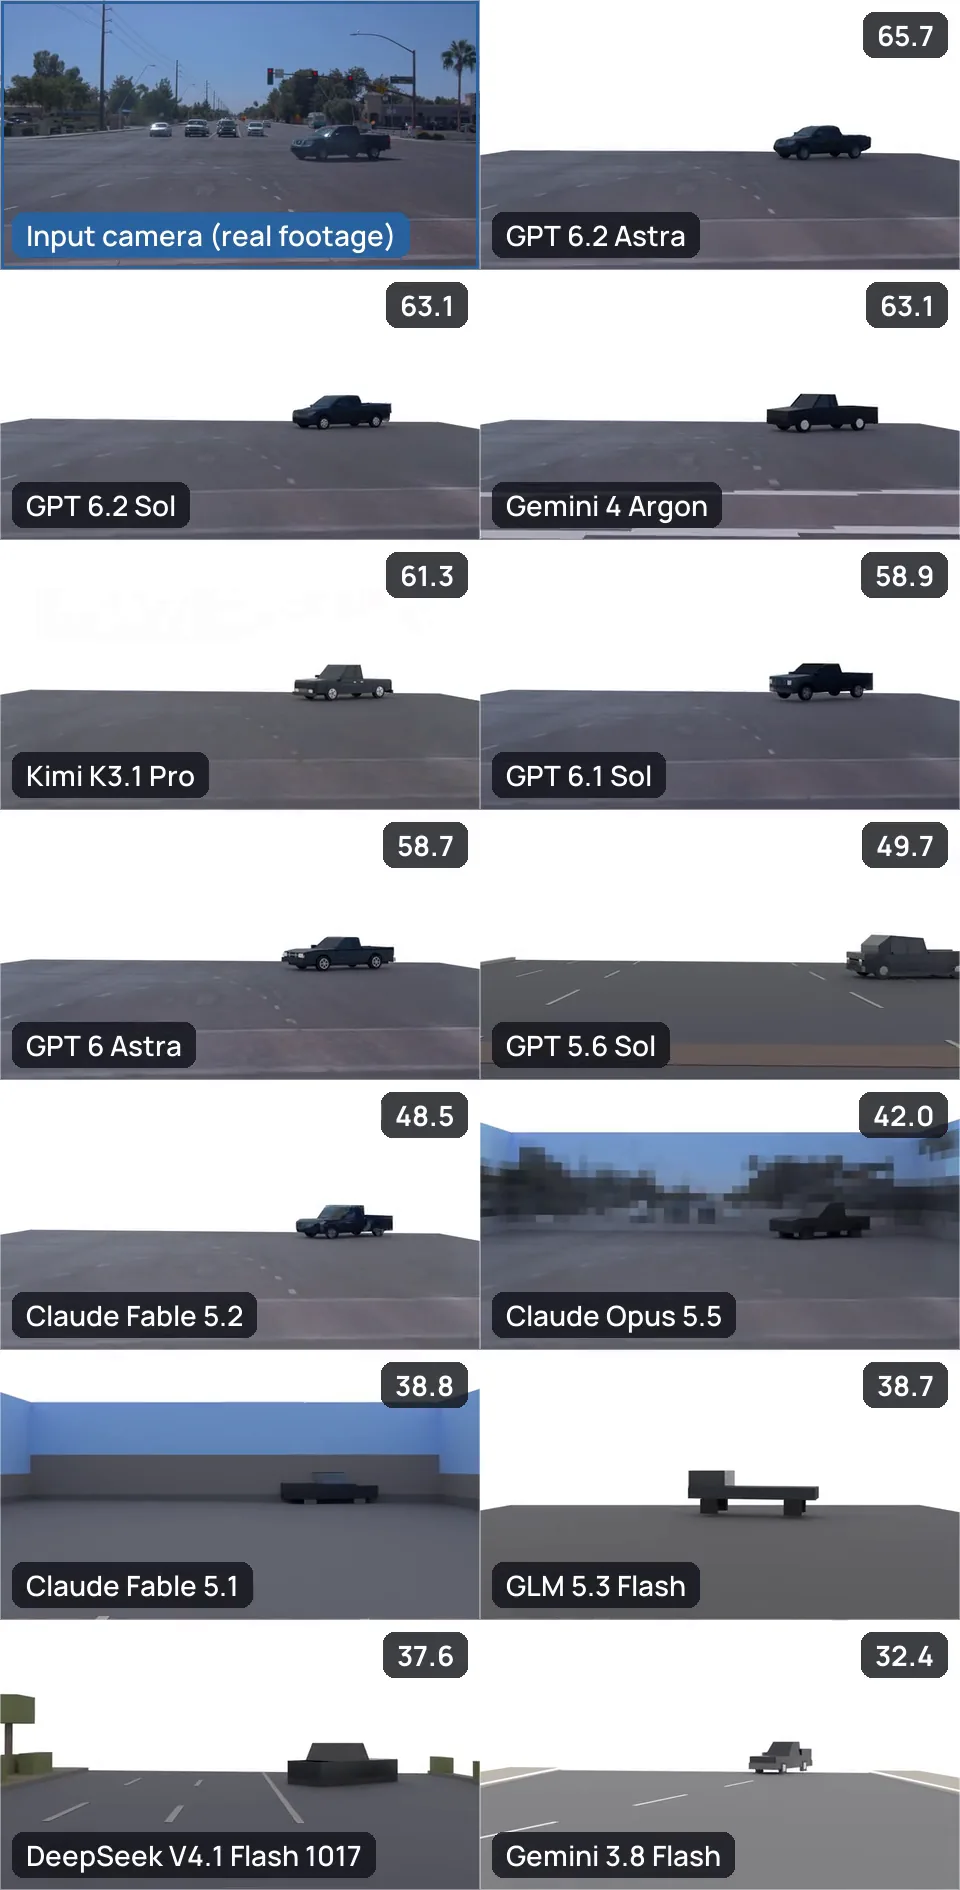 Input camera (real footage)
65.7
GPT 6.2 Astra
63.1
GPT 6.2 Sol
63.1
Gemini 4 Argon
61.3
Kimi K3.1 Pro
58.9
GPT 6.1 Sol
58.7
GPT 6 Astra
49.7
GPT 5.6 Sol
48.5
Claude Fable 5.2
42.0
Claude Opus 5.5
38.8
Claude Fable 5.1
38.7
GLM 5.3 Flash
37.6
DeepSeek V4.1 Flash 1017
32.4
Gemini 3.8 Flash